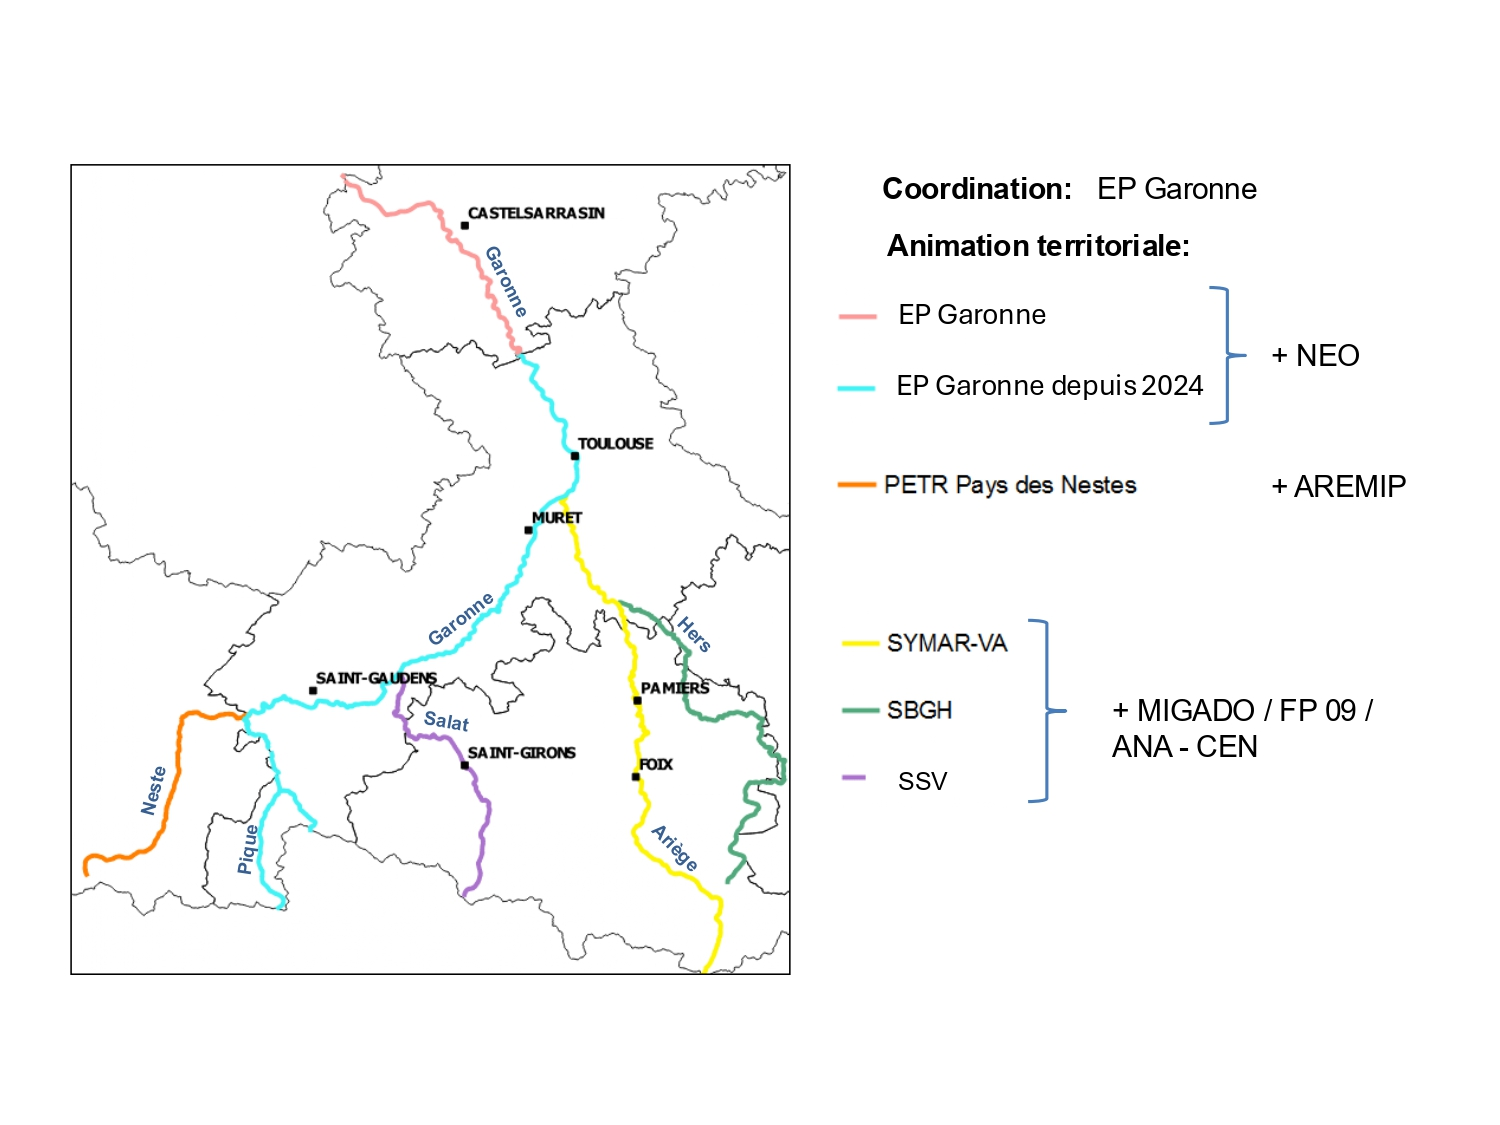 CASTELSARRASIN
Garonne
TOULOUSE
MURET
Garonne
Hers
SAINT-GAUDENS
PAMIERS
Salat
SAINT-GIRONS
FOIX
Neste
Pique
Ariège
Coordination: EP Garonne
Animation territoriale:
EP Garonne
EP Garonne depuis 2024
+ NEO
PETR Pays des Nestes
+ AREMIP
SYMAR-VA
SBGH
SSV
+ MIGADO / FP 09 /
ANA - CEN